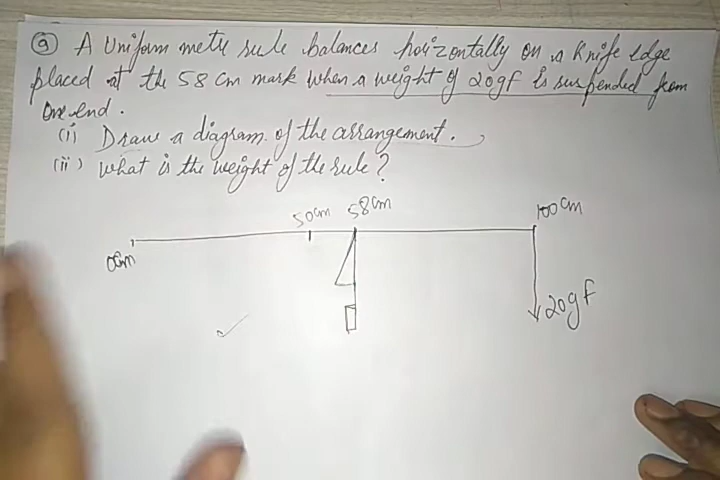 9 A Uniform metre rule balances horizontally on a Knife edge
placed at the 58 cm mark when a weight of 20gf is suspended from
one end.
(i) Draw a diagram of the arrangement.
(ii) What is the weight of the rule?
50cm 58cm 100cm
0cm
20gf